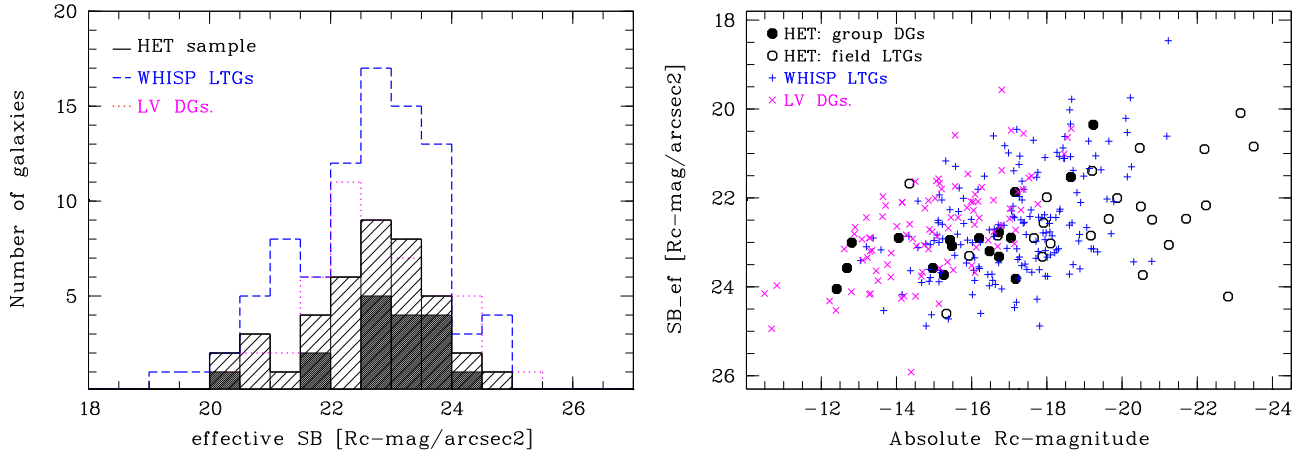 20
15
10
5
Number of galaxies
HET sample
WHISP LTGs
LV DGs.
18 20 22 24 26
effective SB [Rc-mag/arcsec2]
18
20
22
24
26
SB_ef [Rc-mag/arcsec2]
HET: group DGs
HET: field LTGs
WHISP LTGs
LV DGs.
-12 -14 -16 -18 -20 -22 -24
Absolute Rc-magnitude